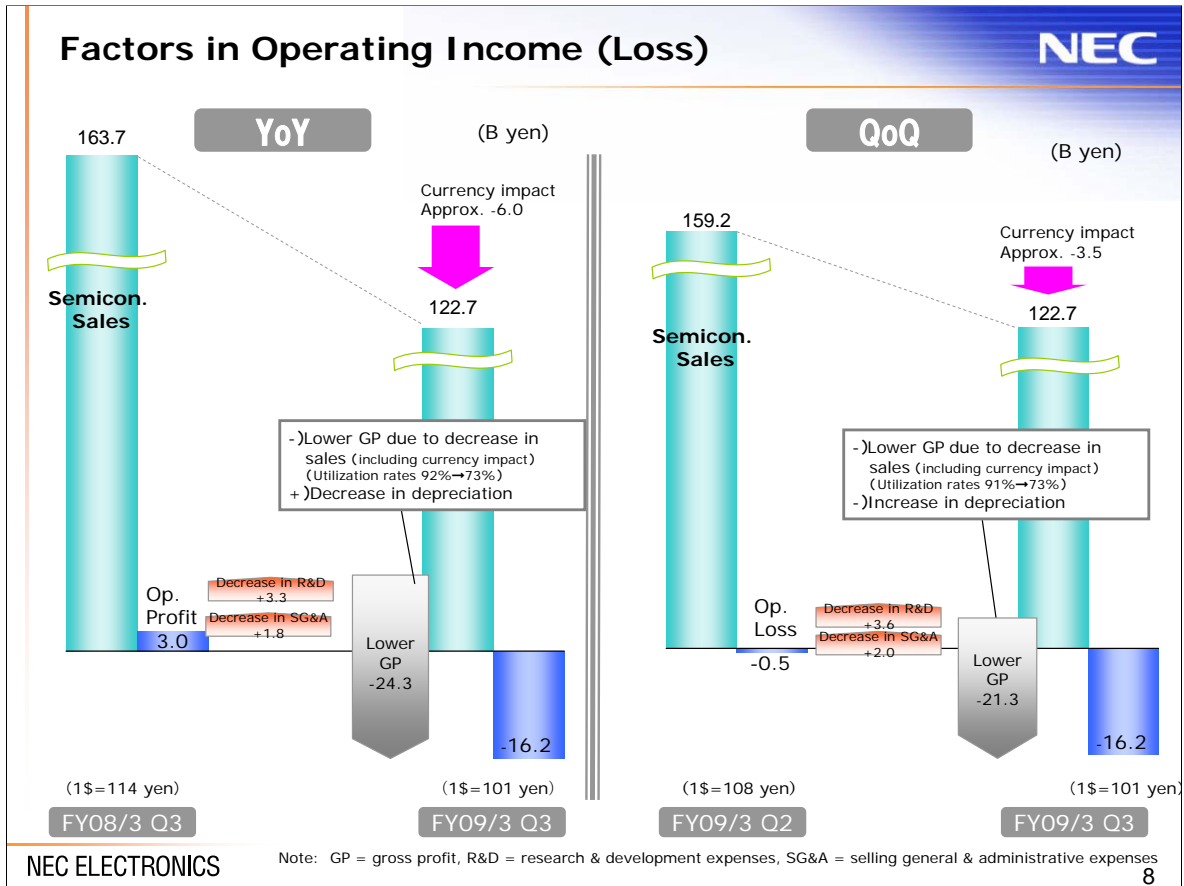 Factors in Operating Income (Loss)
NEC
YoY
(B yen)
163.7
Currency impact
Approx. -6.0
Semicon.
Sales
122.7
-)Lower GP due to decrease in
sales (including currency impact)
(Utilization rates 92%→73%)
+)Decrease in depreciation
Op.
Profit
3.0
Decrease in R&D
+3.3
Decrease in SG&A
+1.8
Lower
GP
-24.3
-16.2
(1$=114 yen)
(1$=101 yen)
FY08/3 Q3
FY09/3 Q3
QoQ
(B yen)
159.2
Currency impact
Approx. -3.5
Semicon.
Sales
122.7
-)Lower GP due to decrease in
sales (including currency impact)
(Utilization rates 91%→73%)
-)Increase in depreciation
Op.
Loss
-0.5
Decrease in R&D
+3.6
Decrease in SG&A
+2.0
Lower
GP
-21.3
-16.2
(1$=108 yen)
(1$=101 yen)
FY09/3 Q2
FY09/3 Q3
Note: GP = gross profit, R&D = research & development expenses, SG&A = selling general & administrative expenses
NEC ELECTRONICS
8